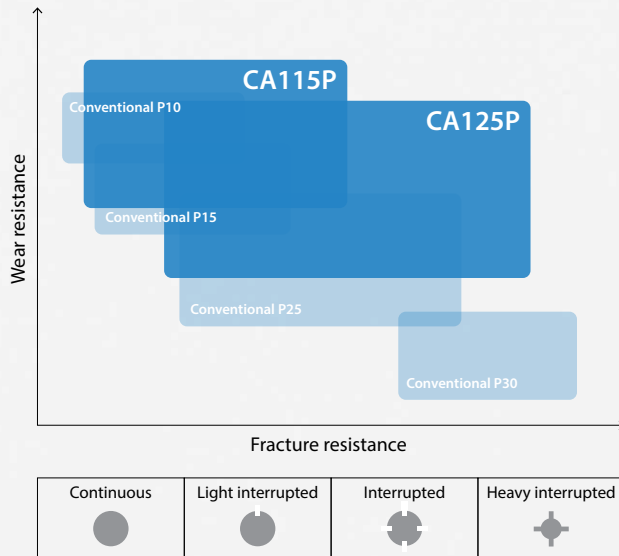 CA115P
Conventional P10
CA125P
Wear resistance
Conventional P15
Conventional P25
Conventional P30
Fracture resistance
Continuous
Light interrupted
Interrupted
Heavy interrupted